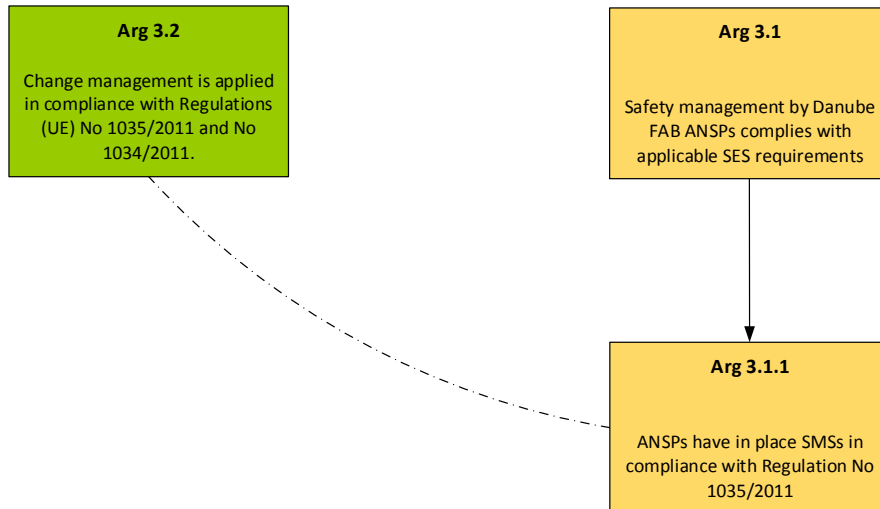 Arg 3.2
Change management is applied
in compliance with Regulations
(UE) No 1035/2011 and No
1034/2011.
Arg 3.1
Safety management by Danube
FAB ANSPs complies with
applicable SES requirements
Arg 3.1.1
ANSPs have in place SMSs in
compliance with Regulation No
1035/2011